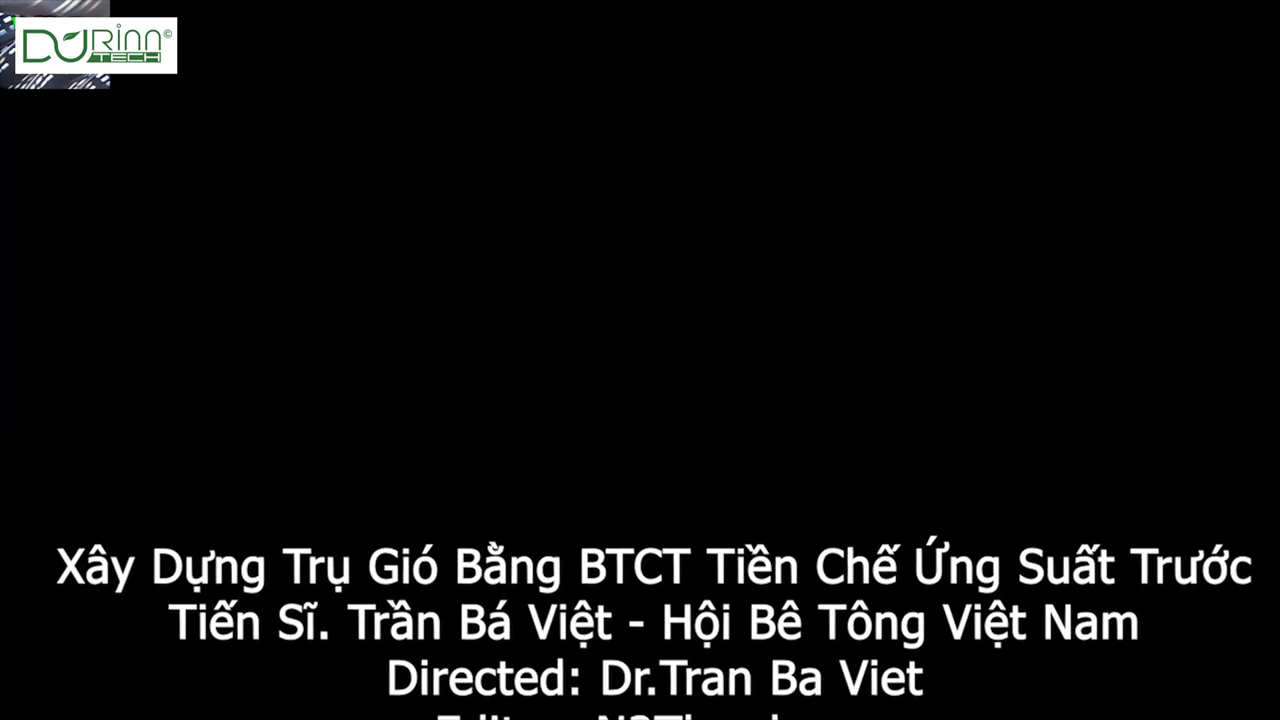 DURINN©
TECH
Xây Dựng Trụ Gió Bằng BTCT Tiền Chế Ứng Suất Trước
Tiến Sĩ. Trần Bá Việt - Hội Bê Tông Việt Nam
Directed: Dr.Tran Ba Viet